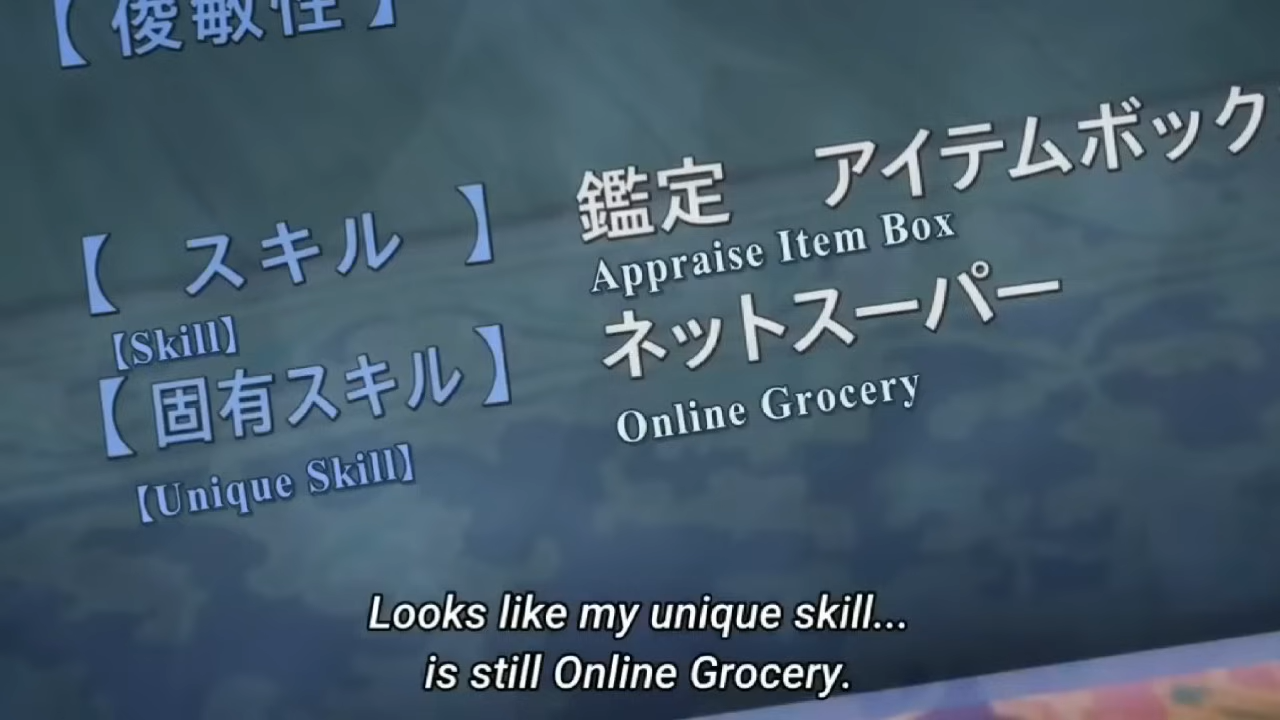 【俊敏性】
【 スキル 】 鑑定 アイテムボック
【Skill】 Appraise Item Box
【固有スキル】 ネットスーパー
【Unique Skill】 Online Grocery
Looks like my unique skill...
is still Online Grocery.